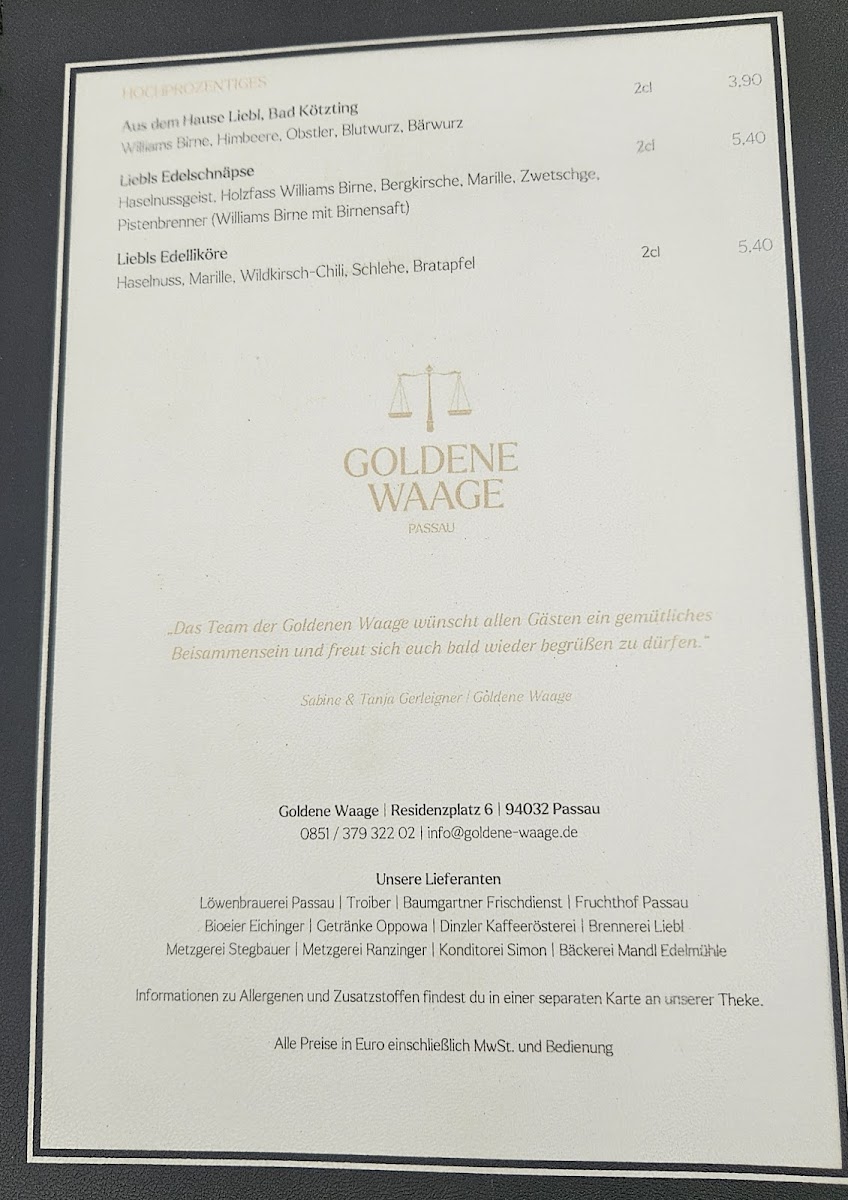 HOCHPROZENTIGES
Aus dem Hause Liebl, Bad Kötzting 2cl 3,90
Williams Birne, Himbeere, Obstler, Blutwurz, Bärwurz
Liebls Edelschnäpse 2cl 5,40
Haselnussgeist, Holzfass Williams Birne, Bergkirsche, Marille, Zwetschge,
Pistenbrenner (Williams Birne mit Birnensaft)
Liebls Edelliköre 2cl 5,40
Haselnuss, Marille, Wildkirsch-Chili, Schlehe, Bratapfel
GOLDENE
WAAGE
PASSAU
„Das Team der Goldenen Waage wünscht allen Gästen ein gemütliches
Beisammensein und freut sich euch bald wieder begrüßen zu dürfen.“
Sabine & Tanja Gerleigner | Goldene Waage
Goldene Waage | Residenzplatz 6 | 94032 Passau
0851 / 379 322 02 | info@goldene-waage.de
Unsere Lieferanten
Löwenbrauerei Passau | Troiber | Baumgartner Frischdienst | Fruchthof Passau
Bioeier Eichinger | Getränke Oppowa | Dinzler Kaffeerösterei | Brennerei Liebl
Metzgerei Stegbauer | Metzgerei Ranzinger | Konditorei Simon | Bäckerei Mandl Edelmühle
Informationen zu Allergenen und Zusatzstoffen findest du in einer separaten Karte an unserer Theke.
Alle Preise in Euro einschließlich MwSt. und Bedienung